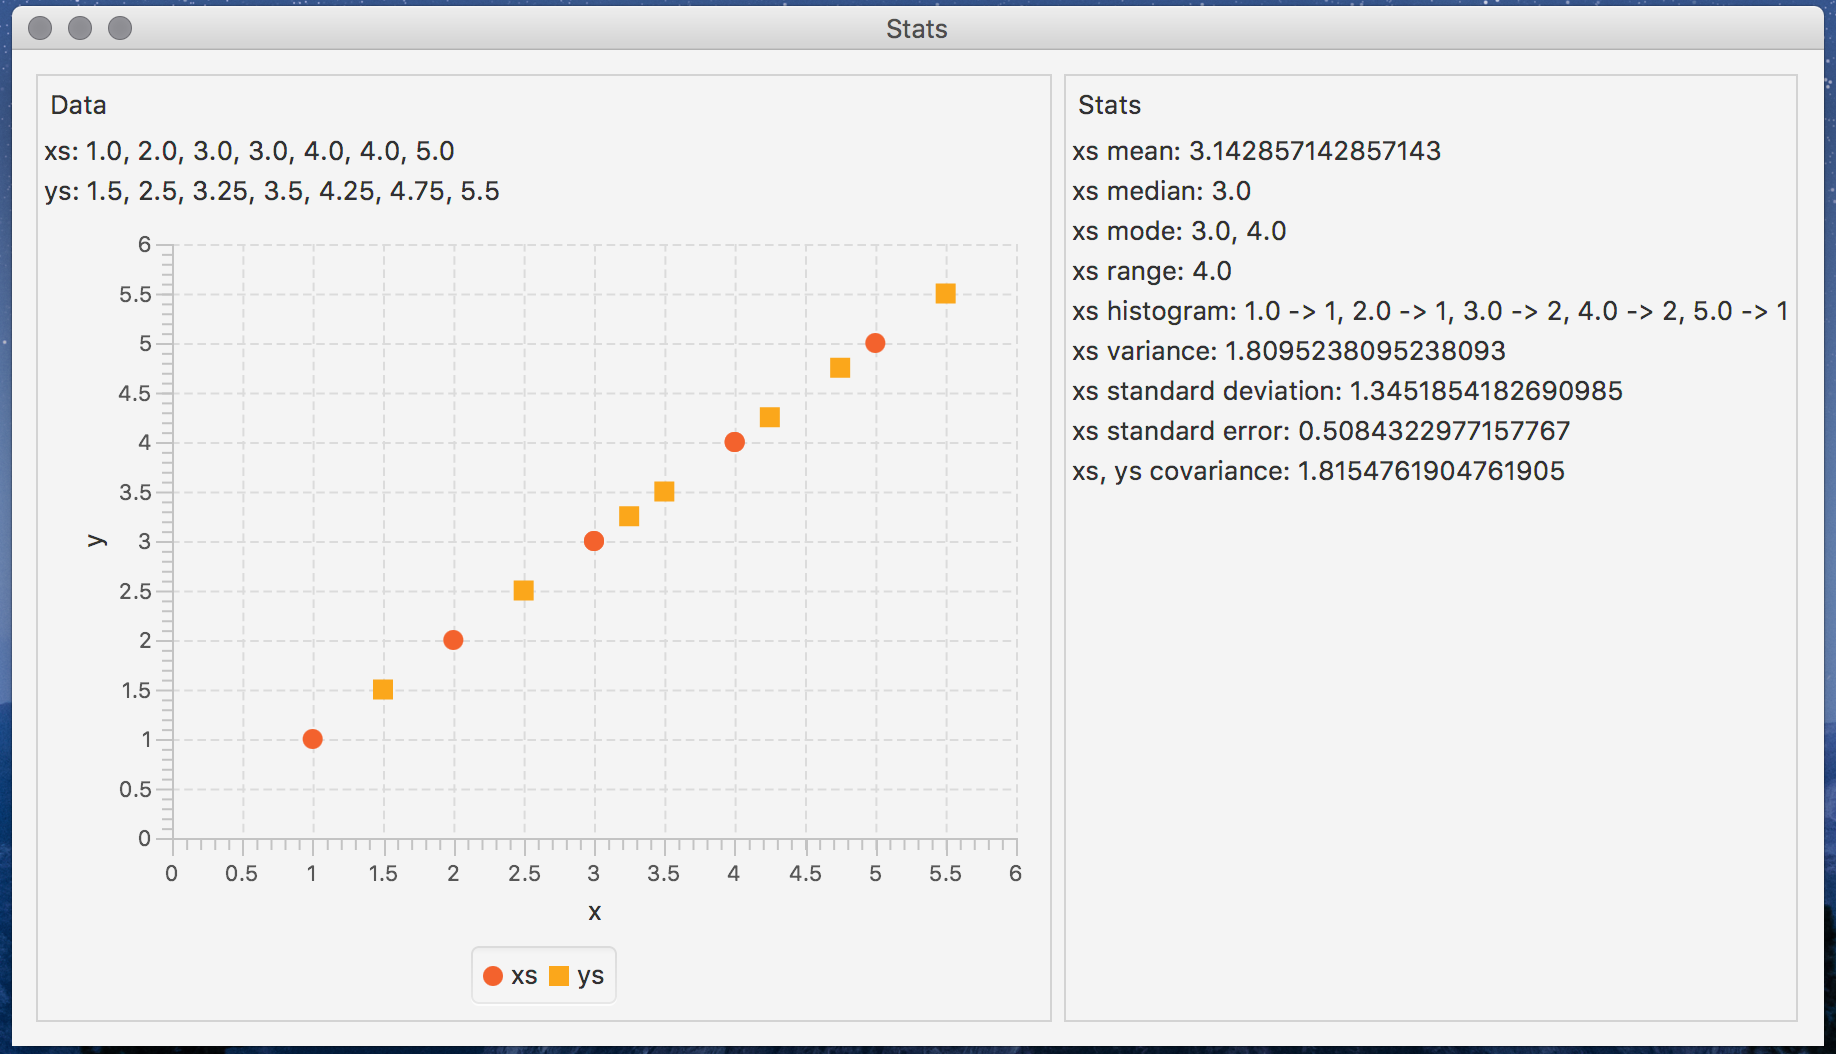 Stats
Data
xs: 1.0, 2.0, 3.0, 3.0, 4.0, 4.0, 5.0
ys: 1.5, 2.5, 3.25, 3.5, 4.25, 4.75, 5.5
6
5.5
5
4.5
4
3.5
y
3
2.5
2
1.5
1
0.5
0
0 0.5 1 1.5 2 2.5 3 3.5 4 4.5 5 5.5 6
x
xs ys
Stats
xs mean: 3.142857142857143
xs median: 3.0
xs mode: 3.0, 4.0
xs range: 4.0
xs histogram: 1.0 -> 1, 2.0 -> 1, 3.0 -> 2, 4.0 -> 2, 5.0 -> 1
xs variance: 1.8095238095238093
xs standard deviation: 1.3451854182690985
xs standard error: 0.5084322977157767
xs, ys covariance: 1.8154761904761905